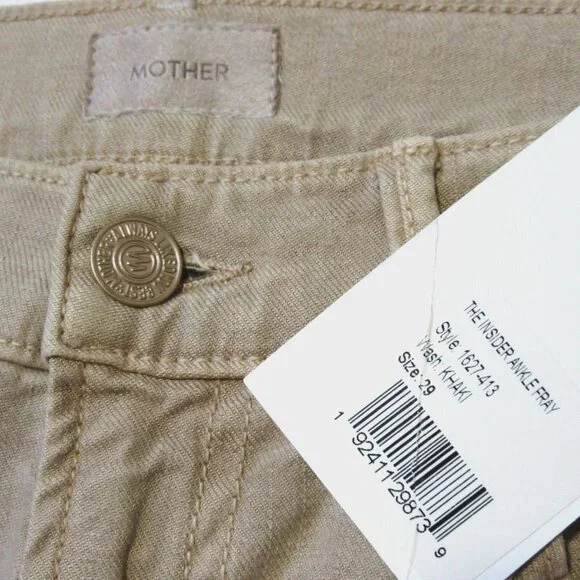 MOTHER
THE INSIDER ANKLE FRAY
Style: 1627-413
Wash: KHAKI
Size: 29
1 92411 29873 9